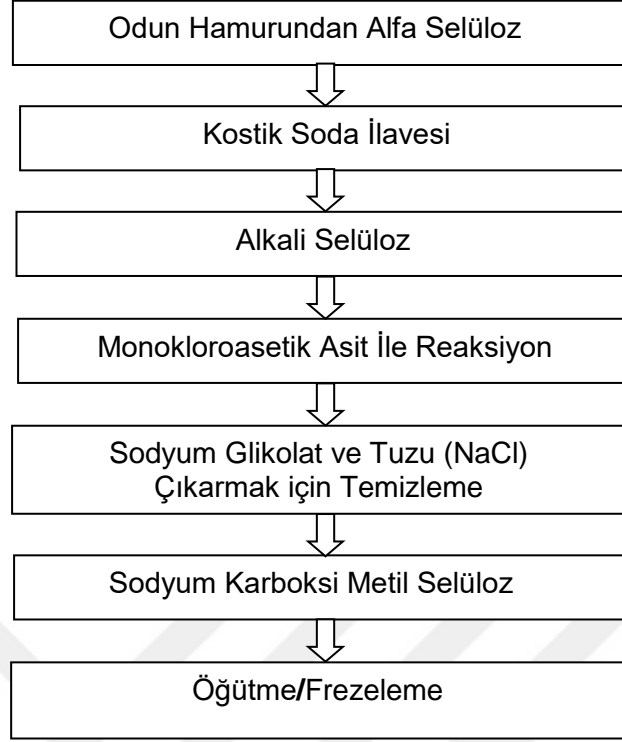 Odun Hamurundan Alfa Selüloz
Kostik Soda İlavesi
Alkali Selüloz
Monokloroasetik Asit İle Reaksiyon
Sodyum Glikolat ve Tuzu (NaCl)
Çıkarmak için Temizleme
Sodyum Karboksi Metil Selüloz
Öğütme/Frezeleme